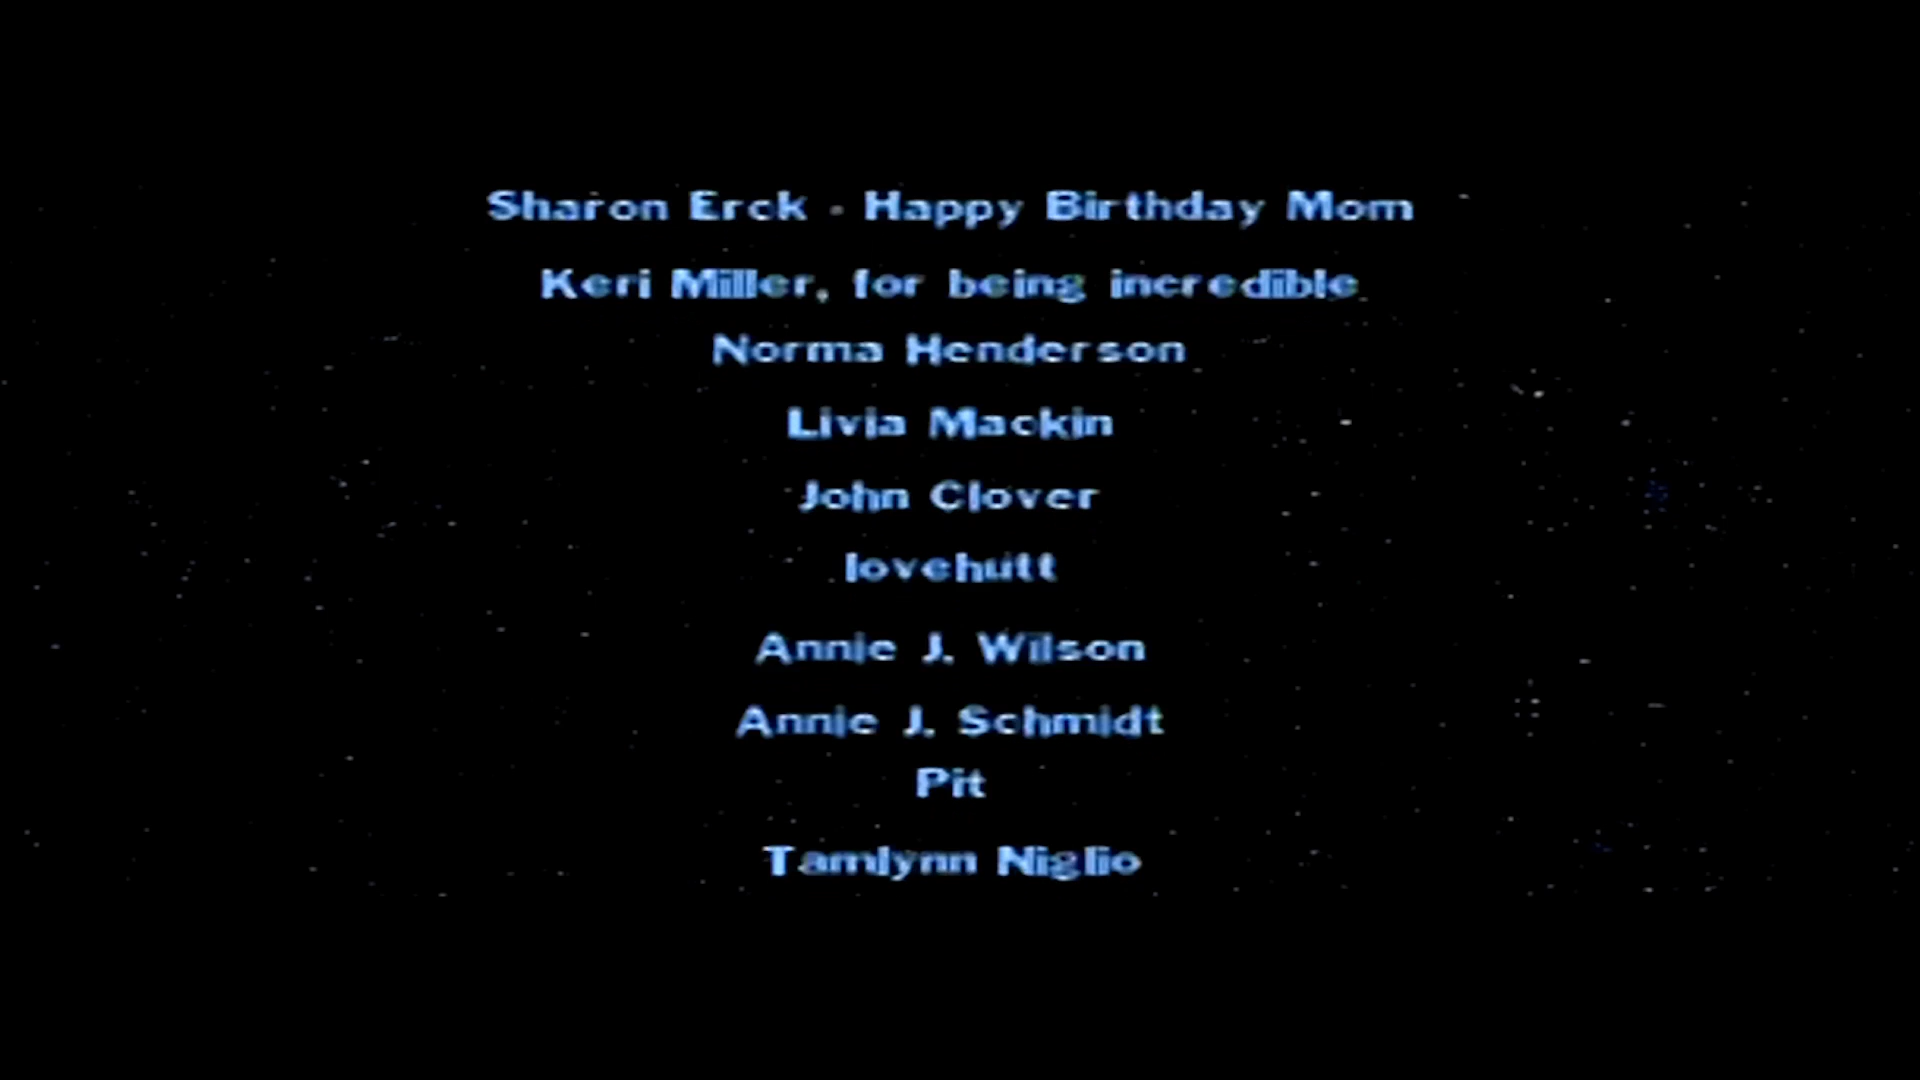 Sharon Erck - Happy Birthday Mom
Keri Miller, for being incredible
Norma Henderson
Livia Mackin
John Clover
lovehutt
Annie J. Wilson
Annie J. Schmidt
Pit
Tamlynn Niglio